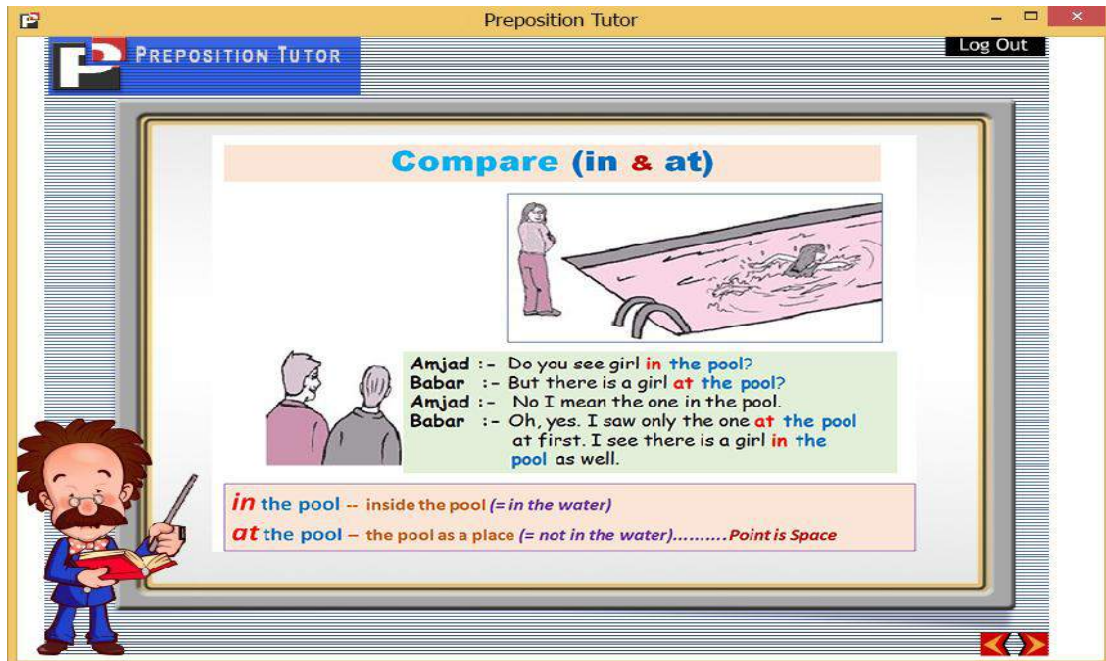 Preposition Tutor
PREPOSITION TUTOR
Log Out
Compare (in & at)
Amjad :- Do you see girl in the pool?
Babar :- But there is a girl at the pool?
Amjad :- No I mean the one in the pool.
Babar :- Oh, yes. I saw only the one at the pool
at first. I see there is a girl in the
pool as well.
in the pool -- inside the pool (= in the water)
at the pool – the pool as a place (= not in the water)..........Point is Space